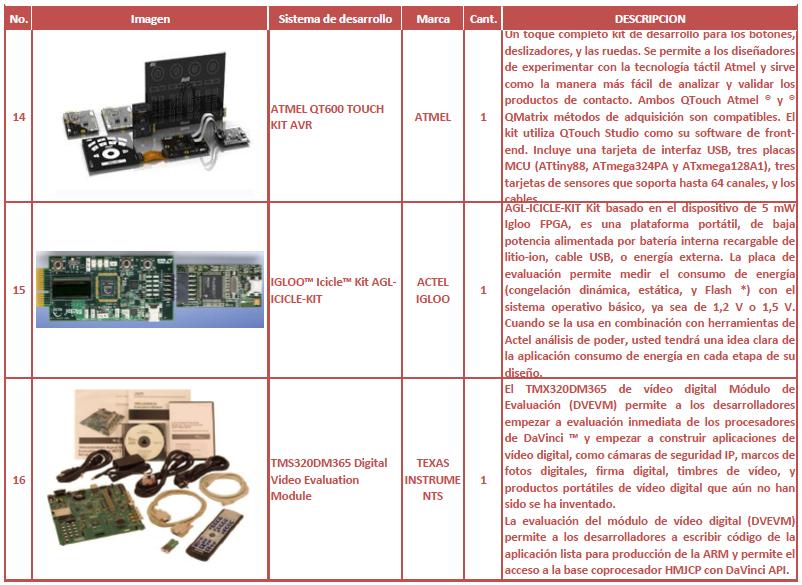 No. Imagen Sistema de desarrollo Marca Cant. DESCRIPCION
14
ATMEL QT600 TOUCH
KIT AVR
ATMEL
1
Un toque completo kit de desarrollo para los botones,
deslizadores, y las ruedas. Se permite a los diseñadores
de experimentar con la tecnología táctil Atmel y sirve
como la manera más fácil de analizar y validar los
productos de contacto. Ambos QTouch Atmel ® y ®
QMatrix métodos de adquisición son compatibles. El
kit utiliza QTouch Studio como su software de front-
end. Incluye una tarjeta de interfaz USB, tres placas
MCU (ATtiny88, ATmega324PA y ATxmega128A1), tres
tarjetas de sensores que soporta hasta 64 canales, y los
cables.
15
IGLOO™ Icicle™ Kit AGL-
ICICLE-KIT
ACTEL
IGLOO
1
AGL-ICICLE-KIT Kit basado en el dispositivo de 5 mW
Igloo FPGA, es una plataforma portátil, de baja
potencia alimentada por batería interna recargable de
litio-ion, cable USB, o energía externa. La placa de
evaluación permite medir el consumo de energía
(congelación dinámica, estática, y Flash *) con el
sistema operativo básico, ya sea de 1,2 V o 1,5 V.
Cuando se la usa en combinación con herramientas de
Actel análisis de poder, usted tendrá una idea clara de
la aplicación consumo de energía en cada etapa de su
diseño.
16
TMS320DM365 Digital
Video Evaluation
Module
TEXAS
INSTRUME
NTS
1
El TMX320DM365 de vídeo digital Módulo de
Evaluación (DVEVM) permite a los desarrolladores
empezar a evaluación inmediata de los procesadores
de DaVinci ™ y empezar a construir aplicaciones de
vídeo digital, como cámaras de seguridad IP, marcos de
fotos digitales, firma digital, timbres de vídeo, y
productos portátiles de vídeo digital que aún no han
sido se ha inventado.
La evaluación del módulo de vídeo digital (DVEVM)
permite a los desarrolladores a escribir código de la
aplicación lista para producción de la ARM y permite el
acceso a la base coprocesador HMJCP con DaVinci API.